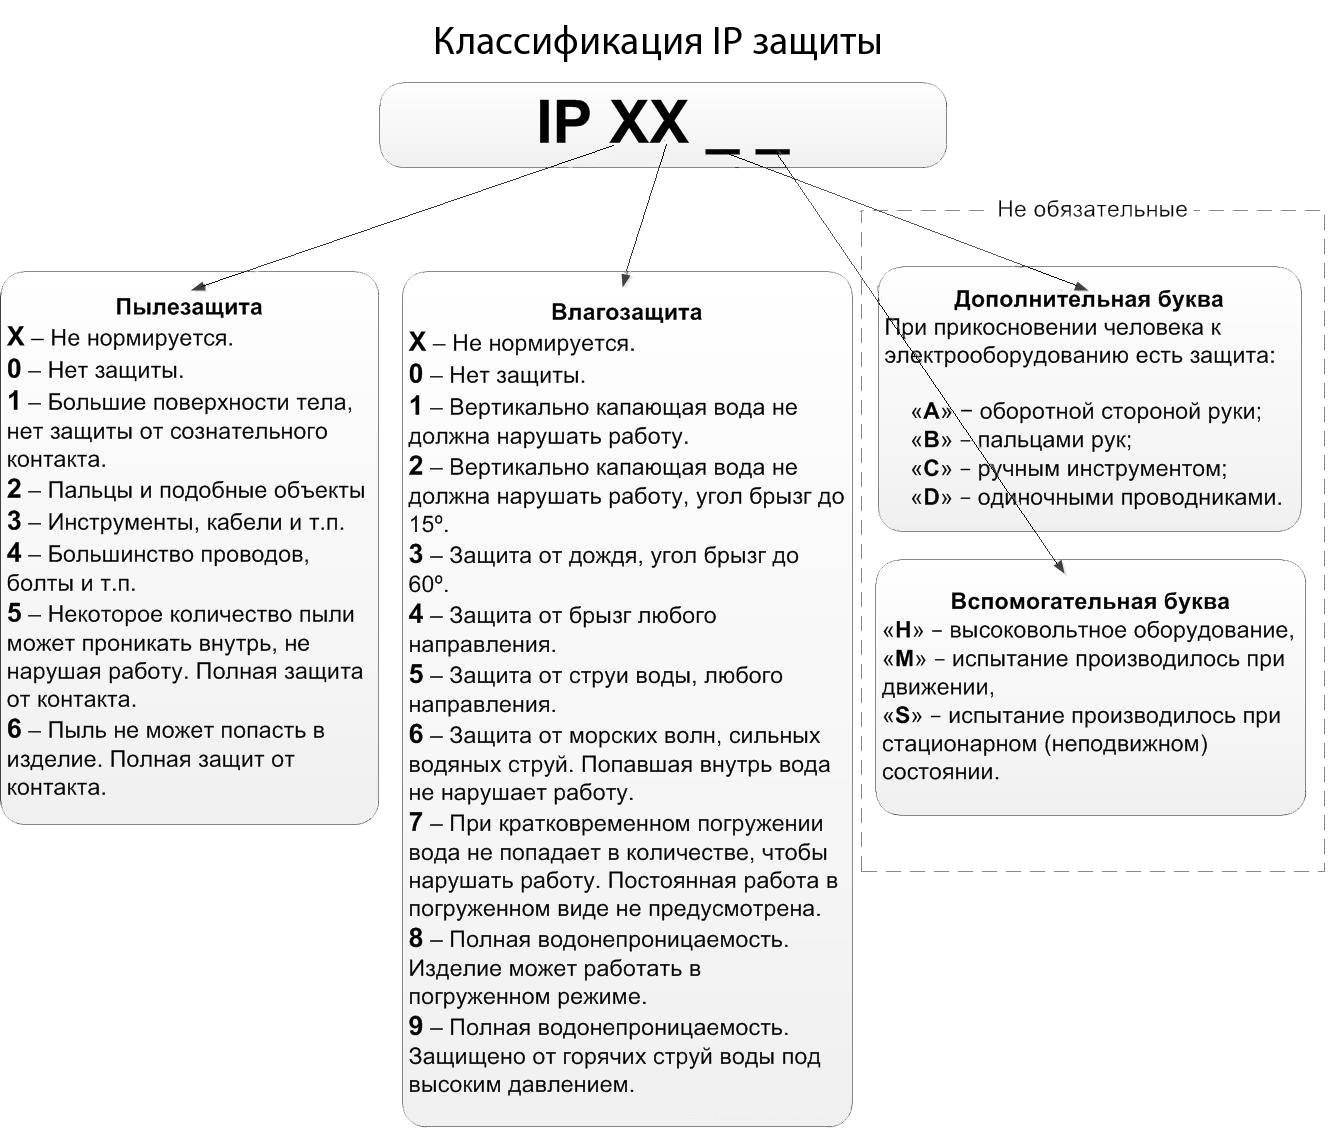 Классификация IP защиты
IP XX _ _
Не обязательные
Пылезащита
X – Не нормируется.
0 – Нет защиты.
1 – Большие поверхности тела,
нет защиты от сознательного
контакта.
2 – Пальцы и подобные объекты
3 – Инструменты, кабели и т.п.
4 – Большинство проводов,
болты и т.п.
5 – Некоторое количество пыли
может проникать внутрь, не
нарушая работу. Полная защита
от контакта.
6 – Пыль не может попасть в
изделие. Полная защит от
контакта.
Влагозащита
X – Не нормируется.
0 – Нет защиты.
1 – Вертикально капающая вода не
должна нарушать работу.
2 – Вертикально капающая вода не
должна нарушать работу, угол брызг до
15º.
3 – Защита от дождя, угол брызг до
60º.
4 – Защита от брызг любого
направления.
5 – Защита от струи воды, любого
направления.
6 – Защита от морских волн, сильных
водяных струй. Попавшая внутрь вода
не нарушает работу.
7 – При кратковременном погружении
вода не попадает в количестве, чтобы
нарушать работу. Постоянная работа в
погруженном виде не предусмотрена.
8 – Полная водонепроницаемость.
Изделие может работать в
погруженном режиме.
9 – Полная водонепроницаемость.
Защищено от горячих струй воды под
высоким давлением.
Дополнительная буква
При прикосновении человека к
электрооборудованию есть защита:
«A» – оборотной стороной руки;
«B» – пальцами рук;
«C» – ручным инструментом;
«D» – одиночными проводниками.
Вспомогательная буква
«H» – высоковольтное оборудование,
«M» – испытание производилось при
движении,
«S» – испытание производилось при
стационарном (неподвижном)
состоянии.